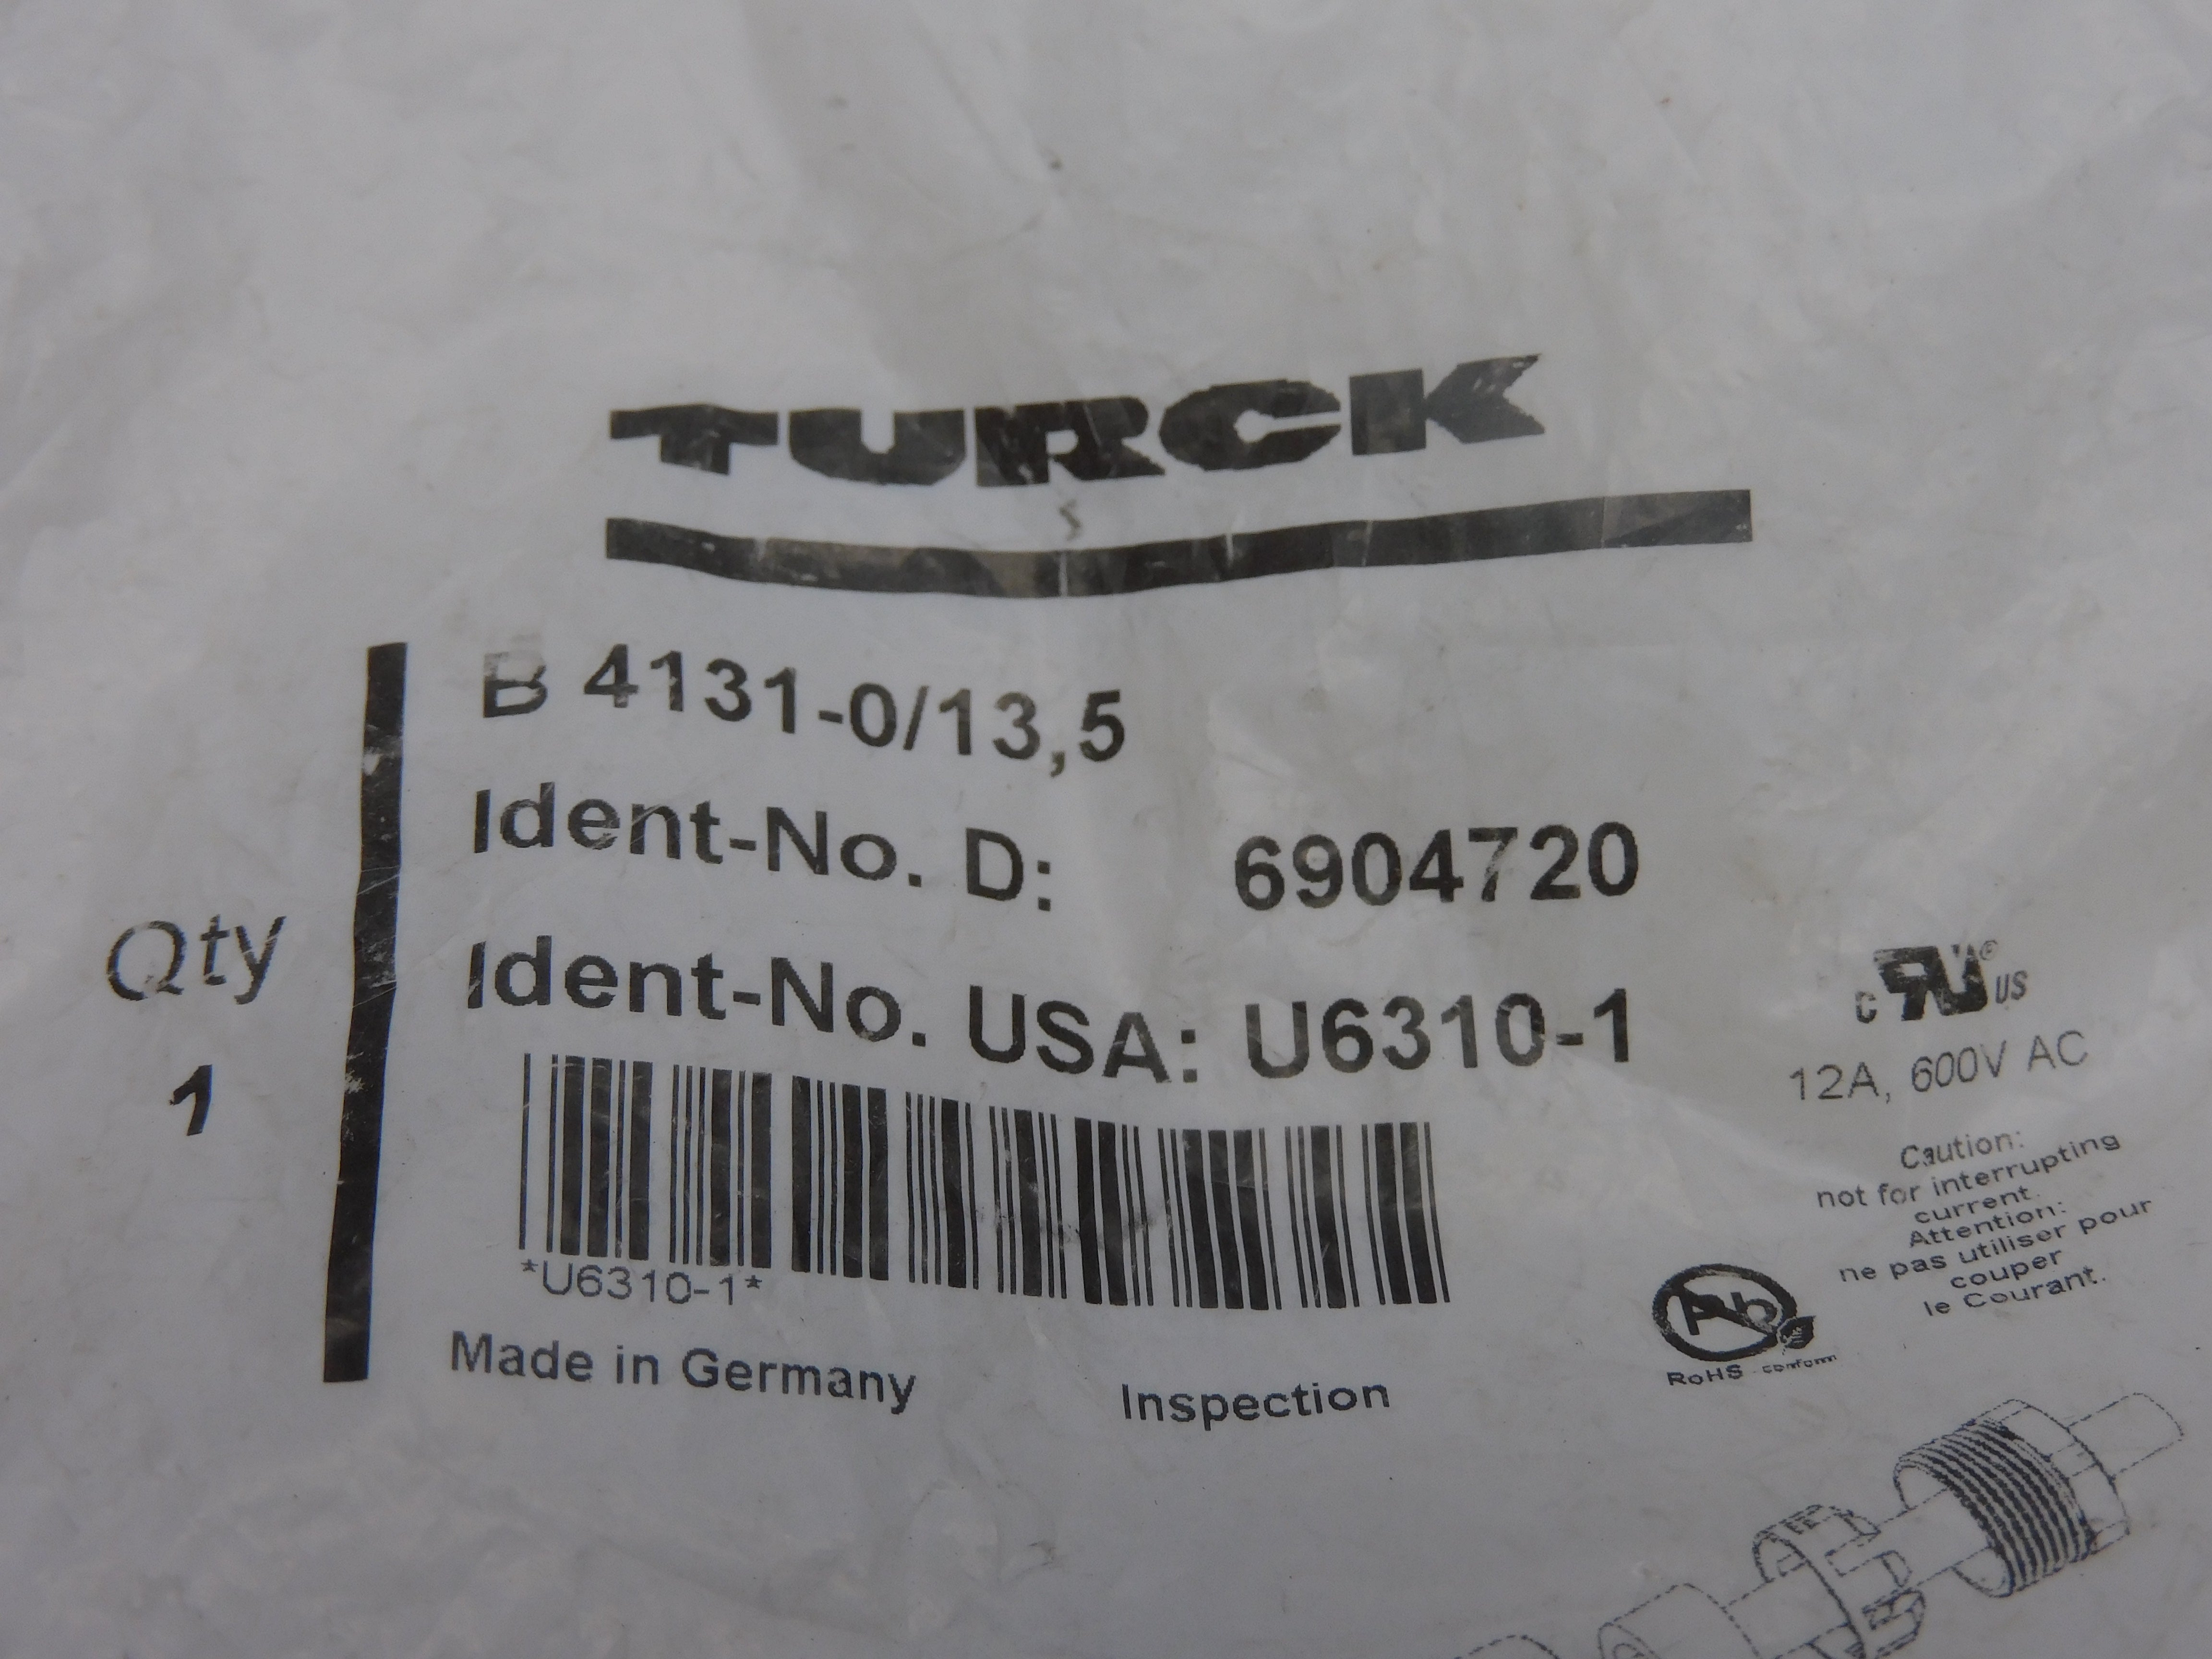 TURCK
B 4131-0/13,5
Ident-No. D: 6904720
Ident-No. USA: U6310-1
Qty
1
*U6310-1*
Made in Germany
Inspection
c RU ® US
12A, 600V AC
Caution:
not for interrupting
current.
Attention:
ne pas utiliser pour
couper
le Courant.
Pb
RoHS - conform